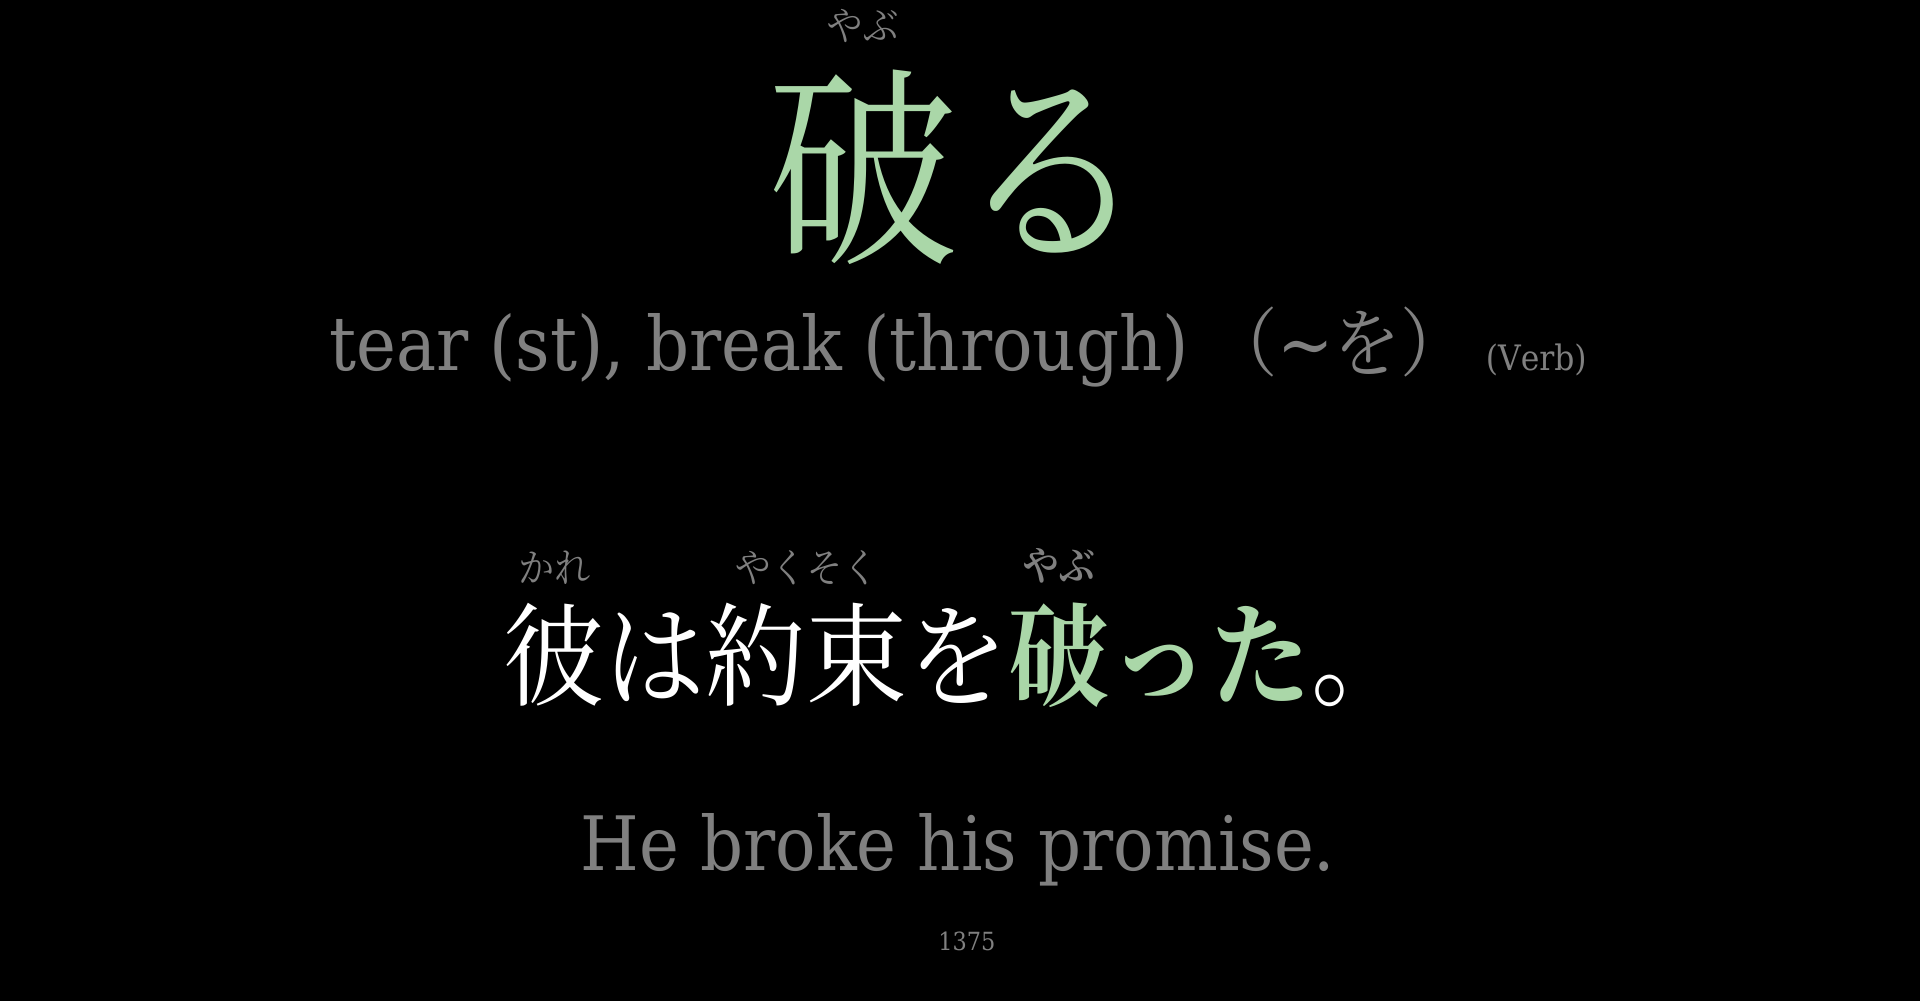 やぶ
破る
tear (st), break (through) （~を） (Verb)
かれ やくそく やぶ
彼は約束を破った。
He broke his promise.
1375